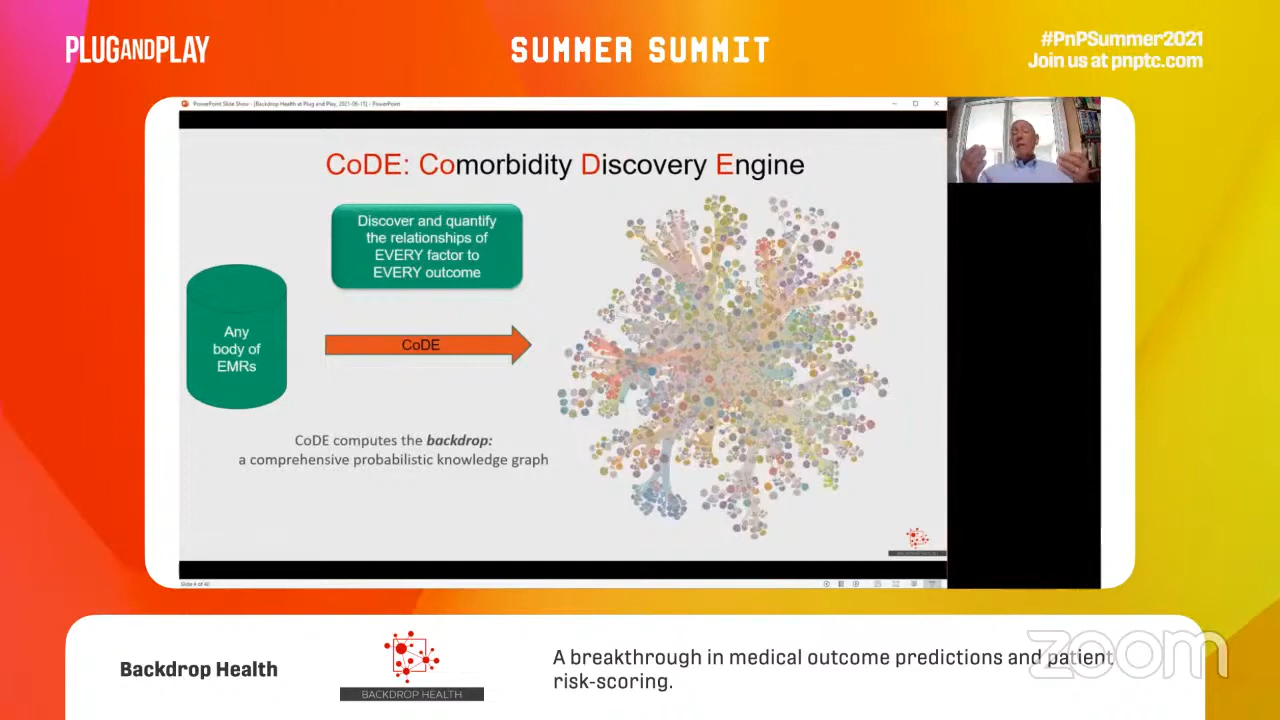 PLUGANDPLAY
SUMMER SUMMIT
#PnPSummer2021
Join us at pnptc.com
PowerPoint Slide Show - [Backdrop Health at Plug and Play, 2021-06-15] - PowerPoint
CoDE: Comorbidity Discovery Engine
Discover and quantify
the relationships of
EVERY factor to
EVERY outcome
Any
body of
EMRs
CoDE
CoDE computes the backdrop:
a comprehensive probabilistic knowledge graph
BACKDROP HEALTH
Slide 4 of 40
Backdrop Health
BACKDROP HEALTH
A breakthrough in medical outcome predictions and patient
risk-scoring.
zoom